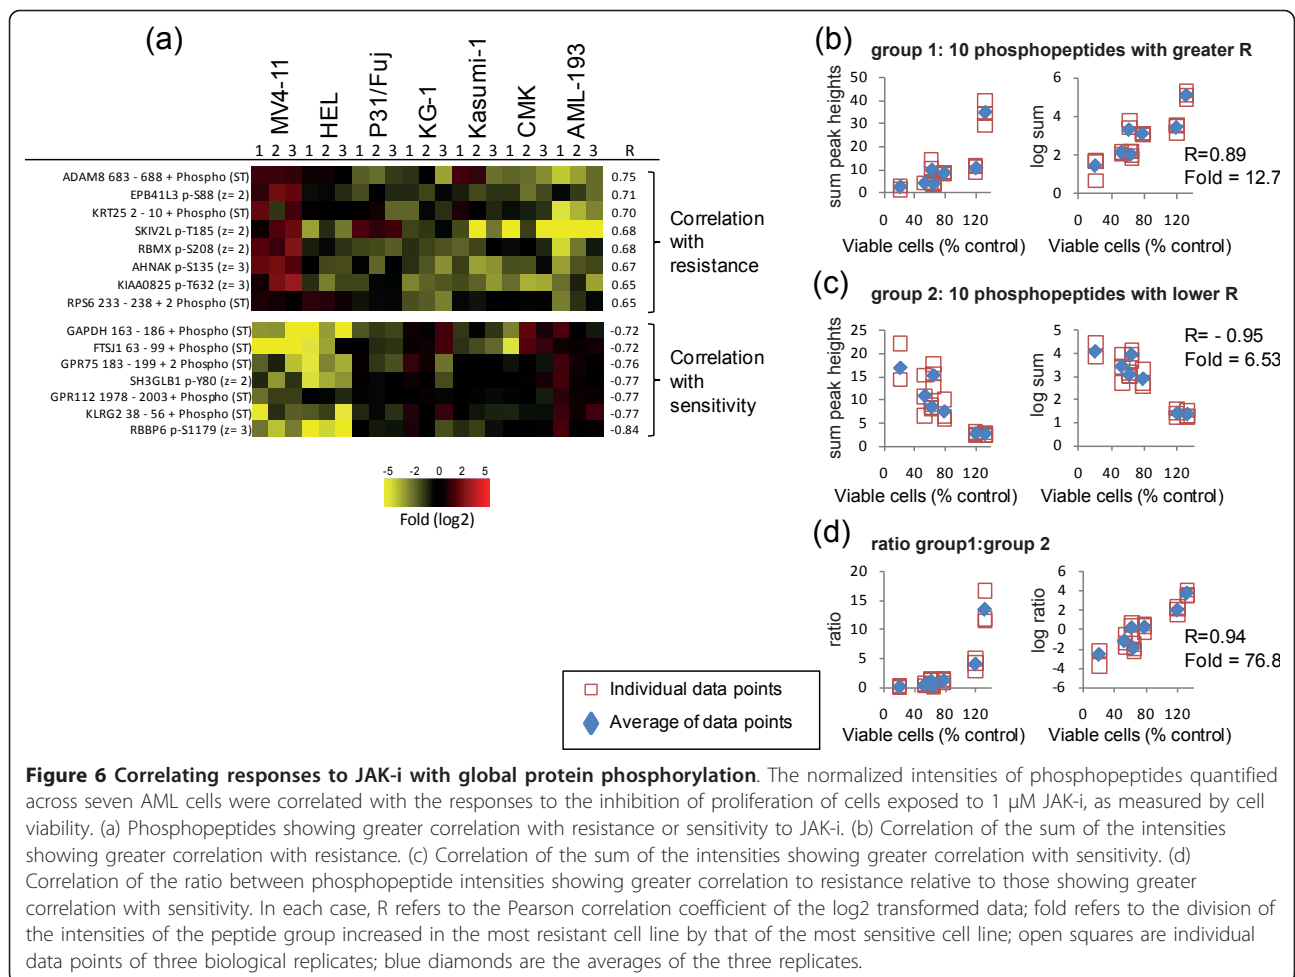 (a)
MV4-11 HEL P31/Fuj KG-1 Kasumi-1 CMK AML-193
1 2 3 1 2 3 1 2 3 1 2 3 1 2 3 1 2 3 1 2 3 R
ADAM8 683 - 688 + Phospho (ST) 0.75
EPB41L3 p-S88 (z= 2) 0.71
KRT25 2 - 10 + Phospho (ST) 0.70
SKIV2L p-T185 (z= 2) 0.68
RBMX p-S208 (z= 2) 0.68
AHNAK p-S135 (z= 3) 0.67
KIAA0825 p-T632 (z= 3) 0.65
RPS6 233 - 238 + 2 Phospho (ST) 0.65
Correlation
with
resistance
GAPDH 163 - 186 + Phospho (ST) -0.72
FTSJ1 63 - 99 + Phospho (ST) -0.72
GPR75 183 - 199 + 2 Phospho (ST) -0.76
SH3GLB1 p-Y80 (z= 2) -0.77
GPR112 1978 - 2003 + Phospho (ST) -0.77
KLRG2 38 - 56 + Phospho (ST) -0.77
RBBP6 p-S1179 (z= 3) -0.84
Correlation
with
sensitivity
-5 -2 0 2 5
Fold (log2)
(b) group 1: 10 phosphopeptides with greater R
sum peak heights
50
40
30
20
10
0
0 40 80 120
Viable cells (% control)
log sum
6
4
2
0
0 40 80 120
Viable cells (% control)
R=0.89
Fold = 12.7
(c) group 2: 10 phosphopeptides with lower R
sum peak heights
25
20
15
10
5
0
0 40 80 120
Viable cells (% control)
log sum
5
4
3
2
1
0
0 40 80 120
Viable cells (% control)
R= - 0.95
Fold = 6.53
(d) ratio group1:group 2
ratio
20
15
10
5
0
0 40 80 120
Viable cells (% control)
log ratio
6
4
2
0
-2
-4
-6
0 40 80 120
Viable cells (% control)
R=0.94
Fold = 76.8
Individual data points
Average of data points
Figure 6 Correlating responses to JAK-i with global protein phosphorylation. The normalized intensities of phosphopeptides quantified
across seven AML cells were correlated with the responses to the inhibition of proliferation of cells exposed to 1 μM JAK-i, as measured by cell
viability. (a) Phosphopeptides showing greater correlation with resistance or sensitivity to JAK-i. (b) Correlation of the sum of the intensities
showing greater correlation with resistance. (c) Correlation of the sum of the intensities showing greater correlation with sensitivity. (d)
Correlation of the ratio between phosphopeptide intensities showing greater correlation to resistance relative to those showing greater
correlation with sensitivity. In each case, R refers to the Pearson correlation coefficient of the log2 transformed data; fold refers to the division of
the intensities of the peptide group increased in the most resistant cell line by that of the most sensitive cell line; open squares are individual
data points of three biological replicates; blue diamonds are the averages of the three replicates.